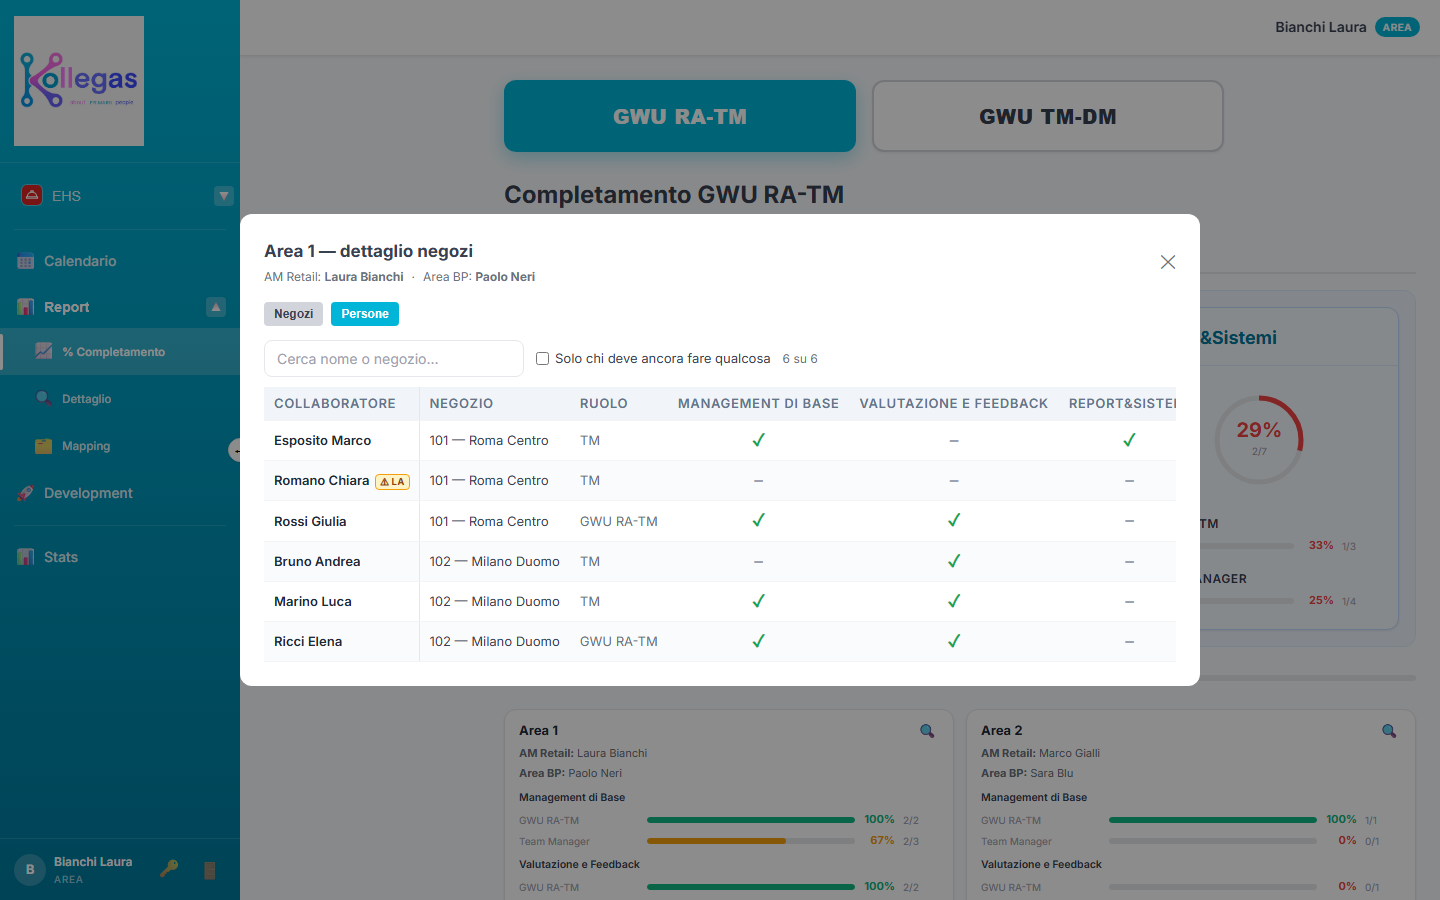 Kollegas
Bianchi Laura AREA
GWU RA-TM
GWU TM-DM
Completamento GWU RA-TM
EHS
Calendario
Report
% Completamento
Dettaglio
Mapping
Development
Stats
Bianchi Laura
AREA
B
Area 1 — dettaglio negozi
AM Retail: Laura Bianchi · Area BP: Paolo Neri
Negozi Persone
Cerca nome o negozio...
Solo chi deve ancora fare qualcosa 6 su 6
COLLABORATORE NEGOZIO RUOLO MANAGEMENT DI BASE VALUTAZIONE E FEEDBACK REPORT&SISTEI
Esposito Marco 101 — Roma Centro TM ✓ – ✓
Romano Chiara ⚠ LA 101 — Roma Centro TM – – –
Rossi Giulia 101 — Roma Centro GWU RA-TM ✓ ✓ –
Bruno Andrea 102 — Milano Duomo TM – ✓ –
Marino Luca 102 — Milano Duomo TM ✓ ✓ –
Ricci Elena 102 — Milano Duomo GWU RA-TM ✓ ✓ –
&Sistemi
29%
2/7
TM
33% 1/3
ANAGER
25% 1/4
Area 1
AM Retail: Laura Bianchi
Area BP: Paolo Neri
Management di Base
GWU RA-TM 100% 2/2
Team Manager 67% 2/3
Valutazione e Feedback
GWU RA-TM 100% 2/2
Area 2
AM Retail: Marco Gialli
Area BP: Sara Blu
Management di Base
GWU RA-TM 100% 1/1
Team Manager 0% 0/1
Valutazione e Feedback
GWU RA-TM 0% 0/1